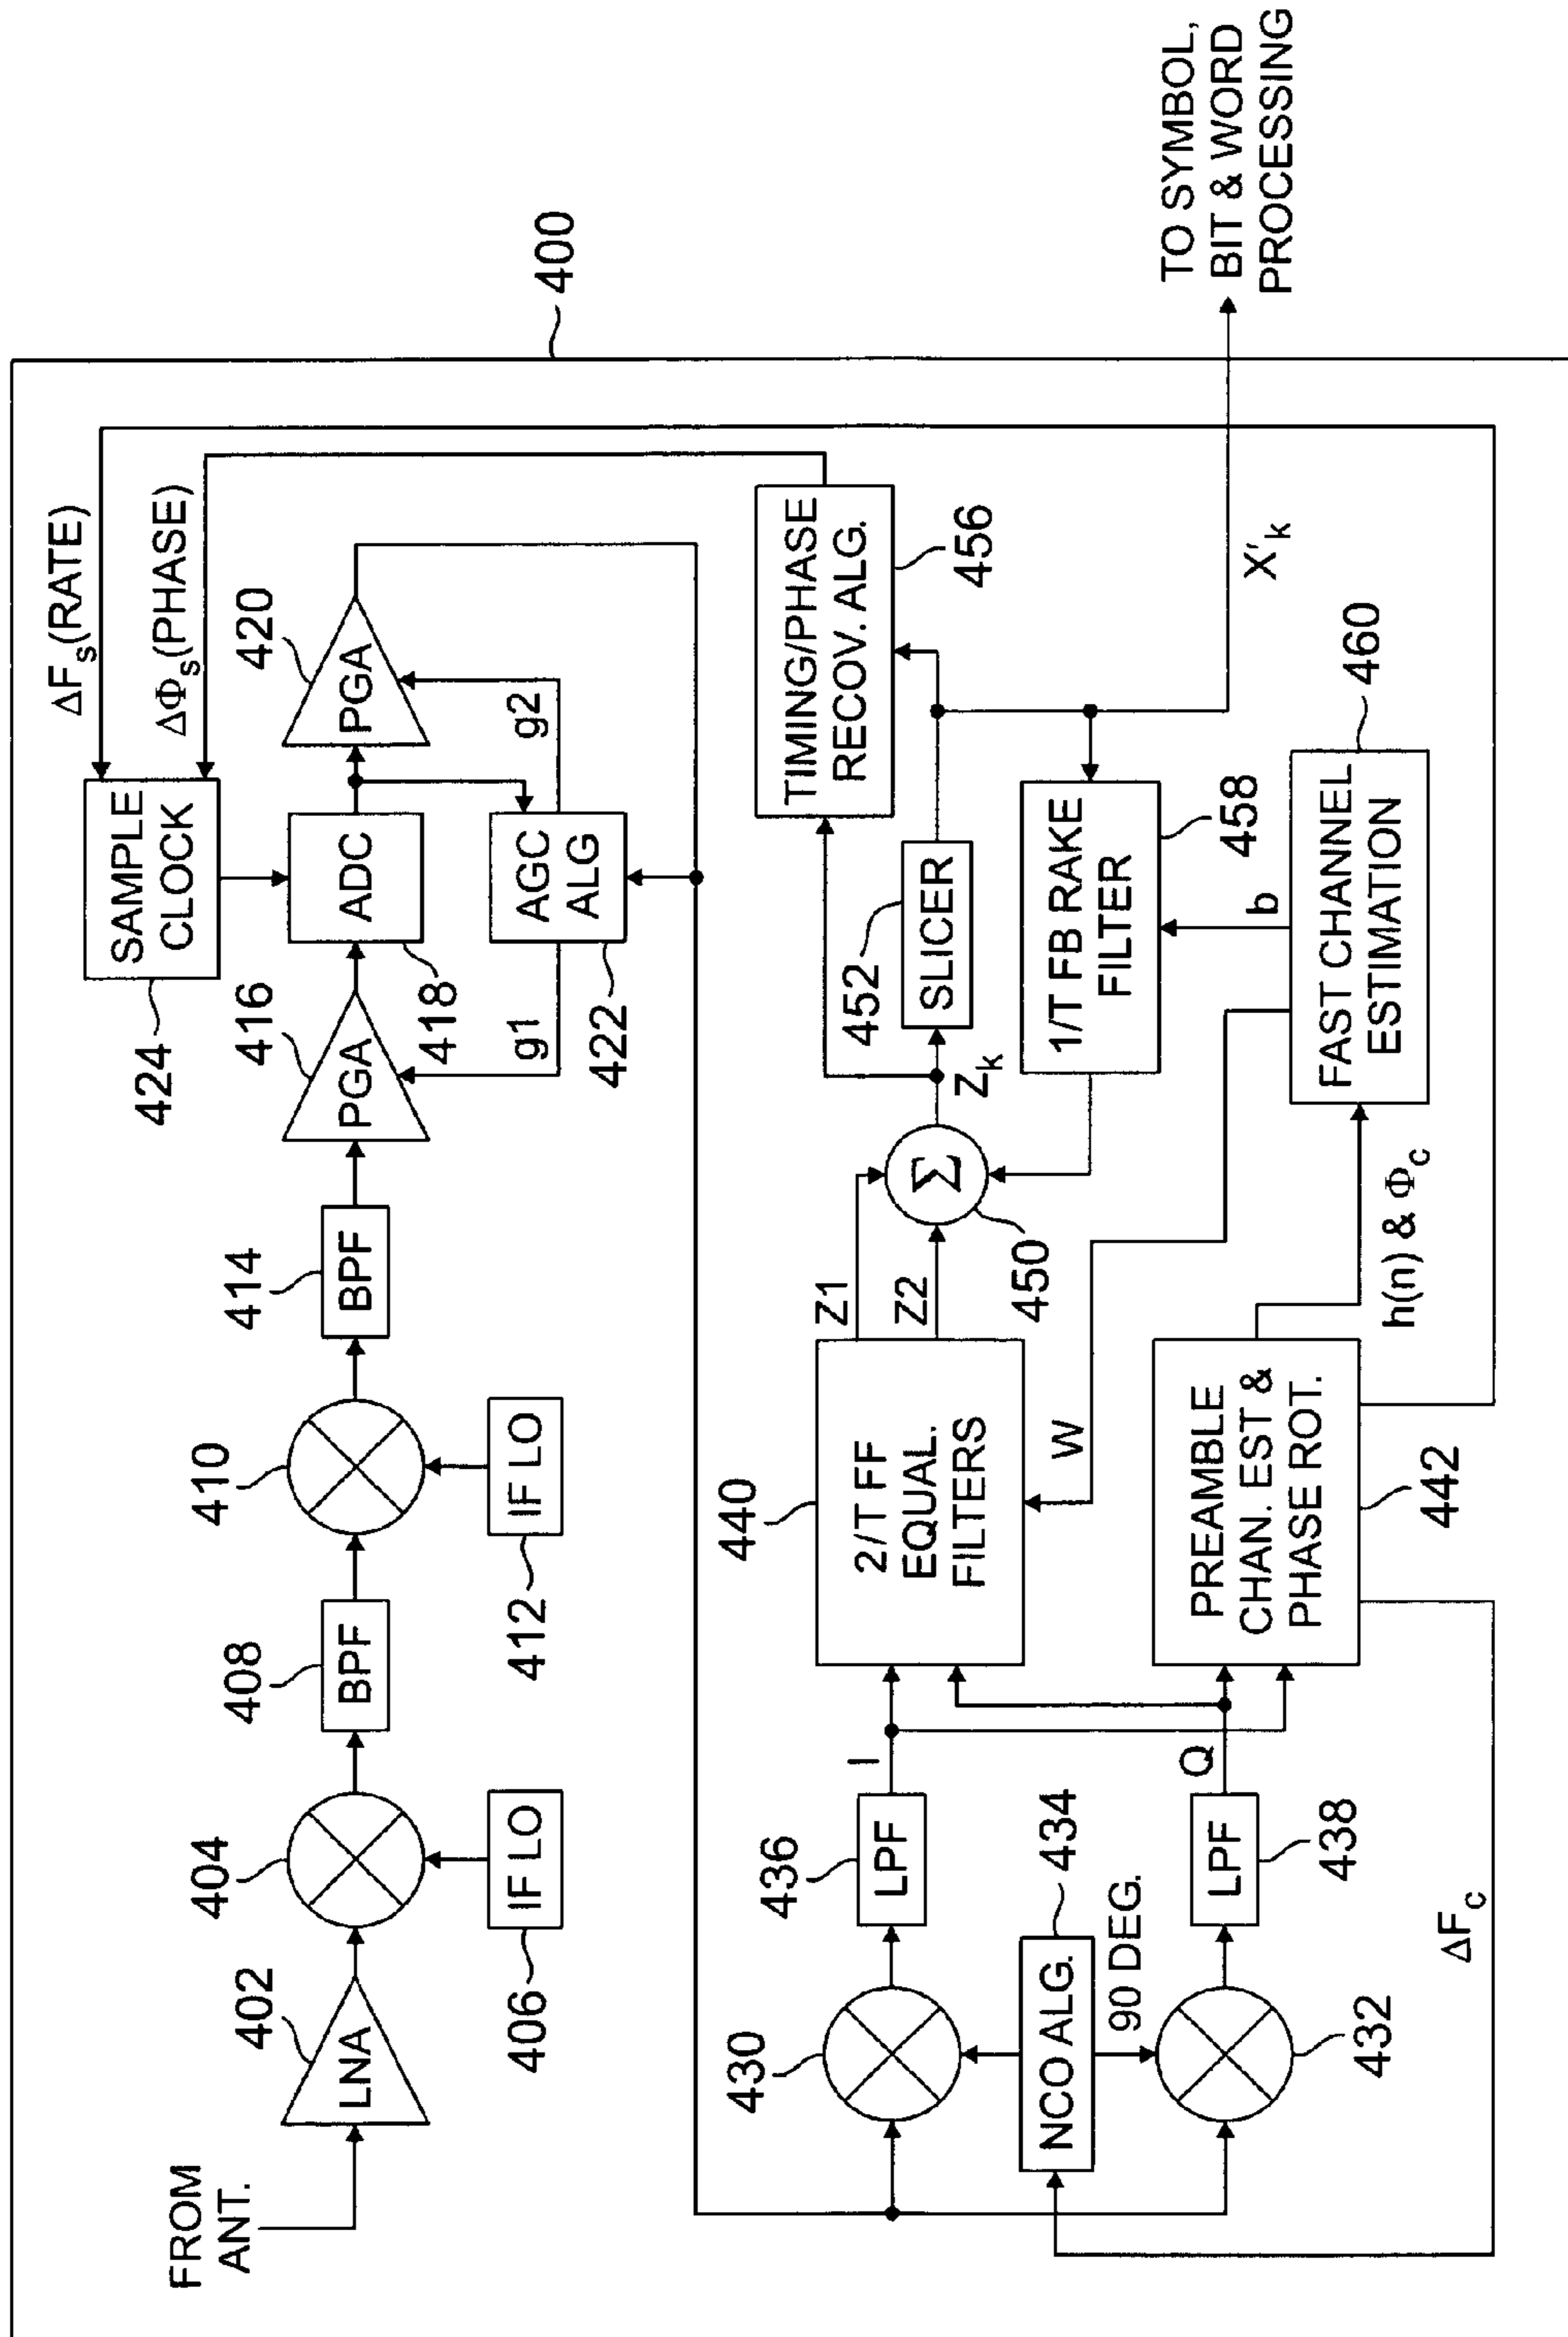 FROM
ANT.
LNA
402
404
IF LO
406
BPF
408
410
IF LO
412
BPF
414
PGA
416
ADC
418
PGA
420
g1
g2
AGC
ALG
422
SAMPLE
CLOCK
424
ΔFs(RATE)
ΔΦs(PHASE)
400
430
NCO ALG.
434
90 DEG.
432
LPF
436
LPF
438
I
Q
ΔFc
2/T FF
EQUAL.
FILTERS
440
PREAMBLE
CHAN. EST &
PHASE ROT.
442
W
Z1
Z2
Σ
450
Zk
SLICER
452
TIMING/PHASE
RECOV. ALG.
456
1/T FB RAKE
FILTER
458
b
FAST CHANNEL
ESTIMATION
460
h(n) & Φc
X'k
TO SYMBOL,
BIT & WORD
PROCESSING